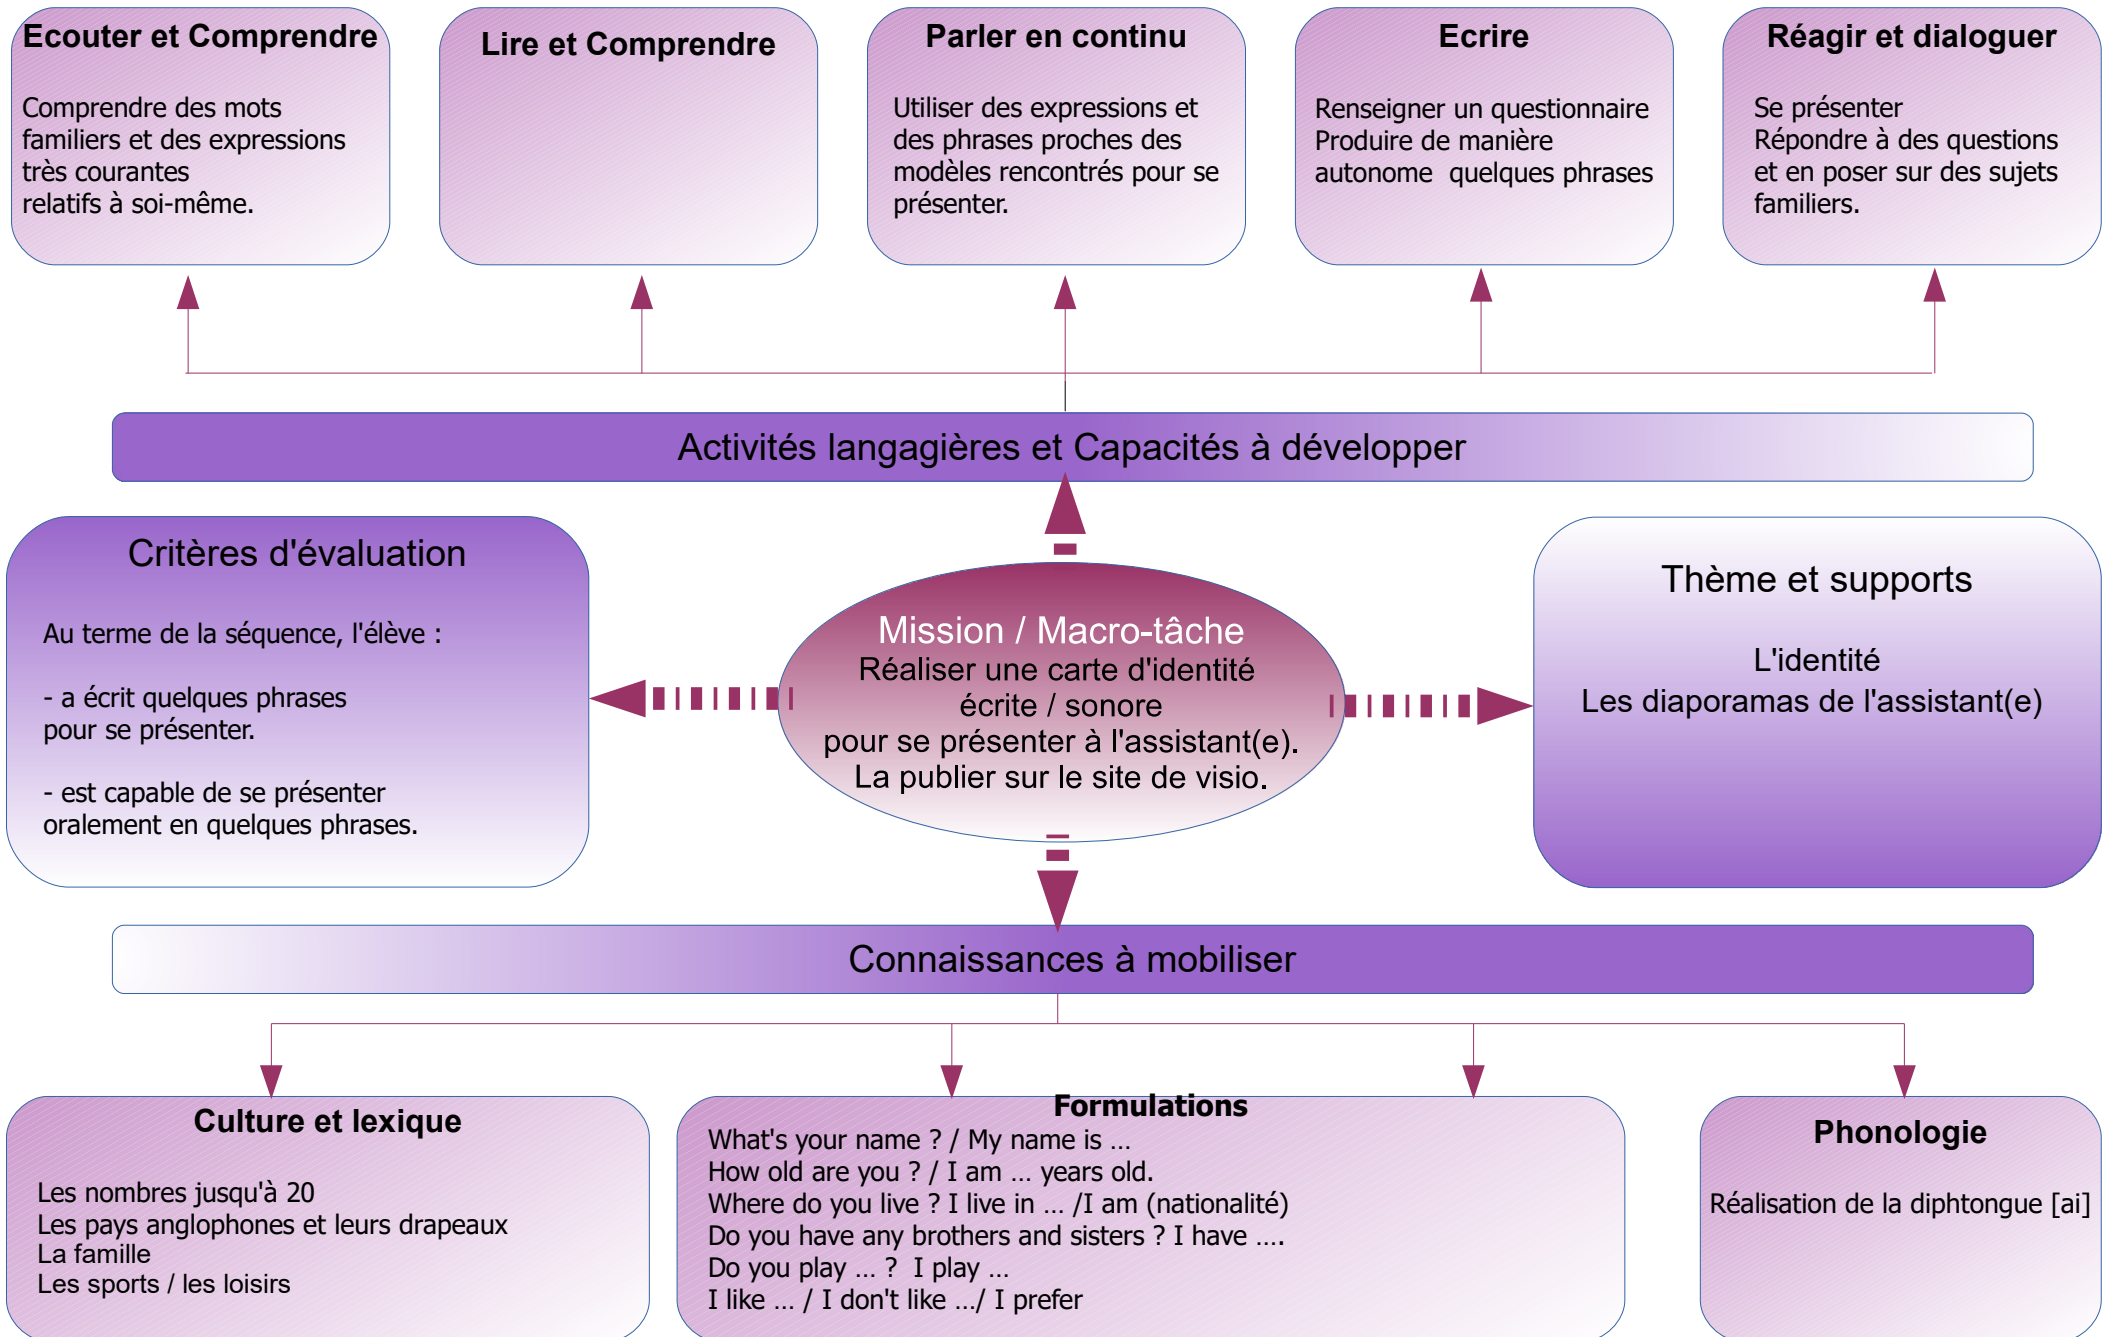 Ecouter et Comprendre
Comprendre des mots
familiers et des expressions
très courantes
relatifs à soi-même.
Lire et Comprendre
Parler en continu
Utiliser des expressions et
des phrases proches des
modèles rencontrés pour se
présenter.
Ecrire
Renseigner un questionnaire
Produire de manière
autonome quelques phrases
Réagir et dialoguer
Se présenter
Répondre à des questions
et en poser sur des sujets
familiers.
Activités langagières et Capacités à développer
Critères d'évaluation
Au terme de la séquence, l'élève :
- a écrit quelques phrases
pour se présenter.
- est capable de se présenter
oralement en quelques phrases.
Mission / Macro-tâche
Réaliser une carte d'identité
écrite / sonore
pour se présenter à l'assistant(e).
La publier sur le site de visio.
Thème et supports
L'identité
Les diaporamas de l'assistant(e)
Connaissances à mobiliser
Culture et lexique
Les nombres jusqu'à 20
Les pays anglophones et leurs drapeaux
La famille
Les sports / les loisirs
Formulations
What's your name ? / My name is …
How old are you ? / I am … years old.
Where do you live ? I live in … /I am (nationalité)
Do you have any brothers and sisters ? I have ….
Do you play … ?  I play …
I like … / I don't like …/ I prefer
Phonologie
Réalisation de la diphtongue [ai]